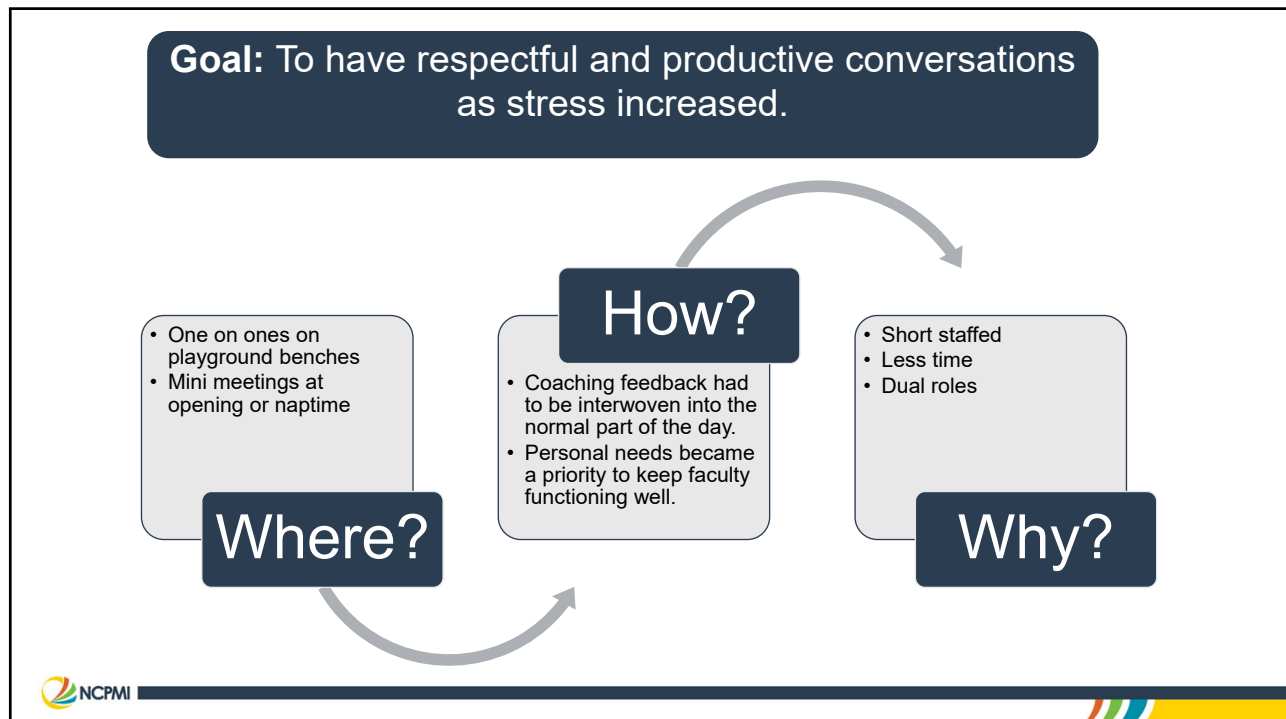 Goal: To have respectful and productive conversations
as stress increased.
• One on ones on
playground benches
• Mini meetings at
opening or naptime
Where?
How?
• Coaching feedback had
to be interwoven into the
normal part of the day.
• Personal needs became
a priority to keep faculty
functioning well.
• Short staffed
• Less time
• Dual roles
Why?
NCPMI